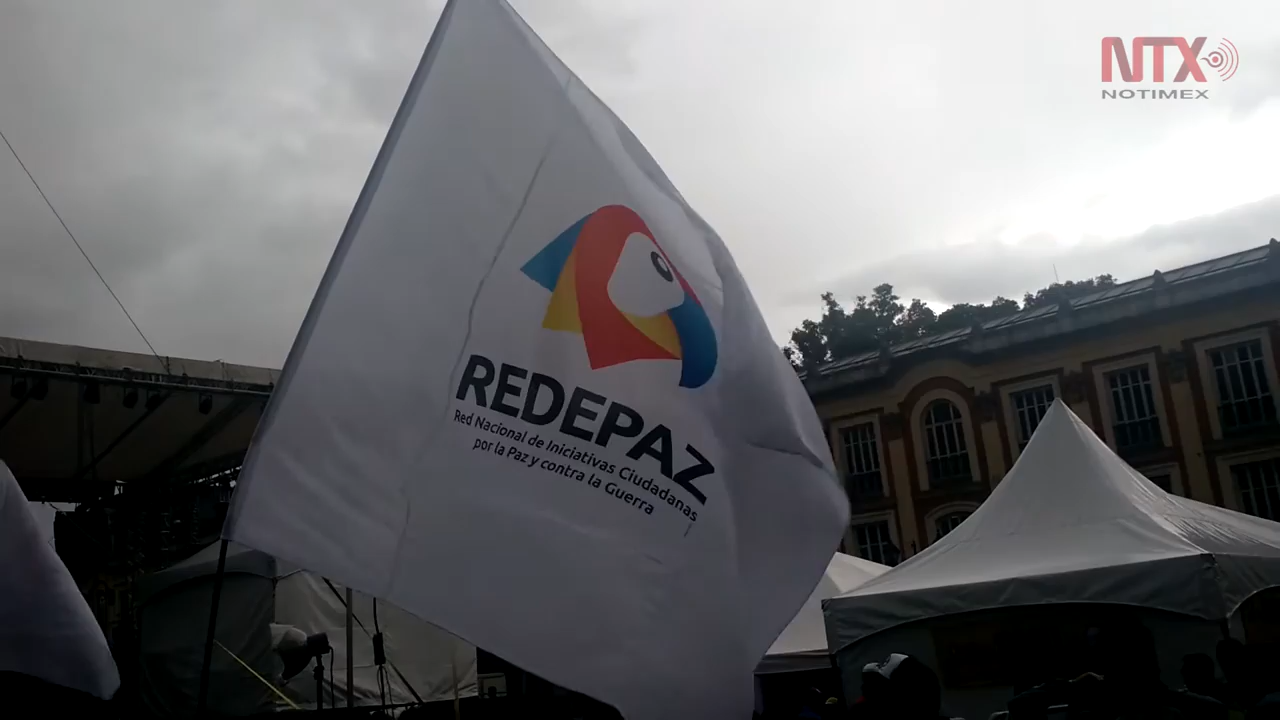 NTX
NOTIMEX
REDEPAZ
Red Nacional de Iniciativas Ciudadanas
por la Paz y contra la Guerra